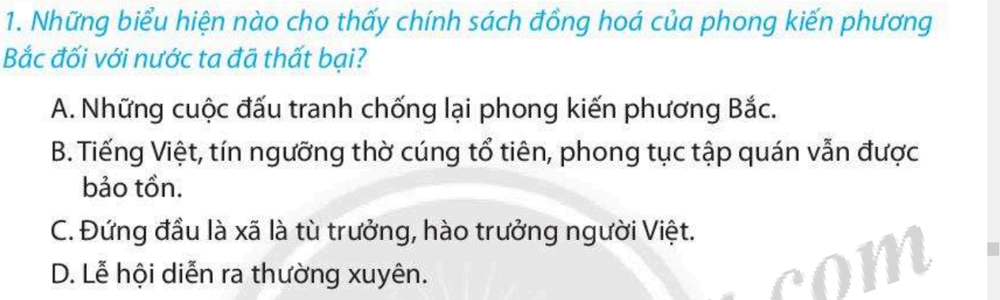 1. Những biểu hiện nào cho thấy chính sách đồng hoá của phong kiến phương
Bắc đối với nước ta đã thất bại?
A. Những cuộc đấu tranh chống lại phong kiến phương Bắc.
B. Tiếng Việt, tín ngưỡng thờ cúng tổ tiên, phong tục tập quán vẫn được
bảo tồn.
C. Đứng đầu là xã là tù trưởng, hào trưởng người Việt.
D. Lễ hội diễn ra thường xuyên.
.com